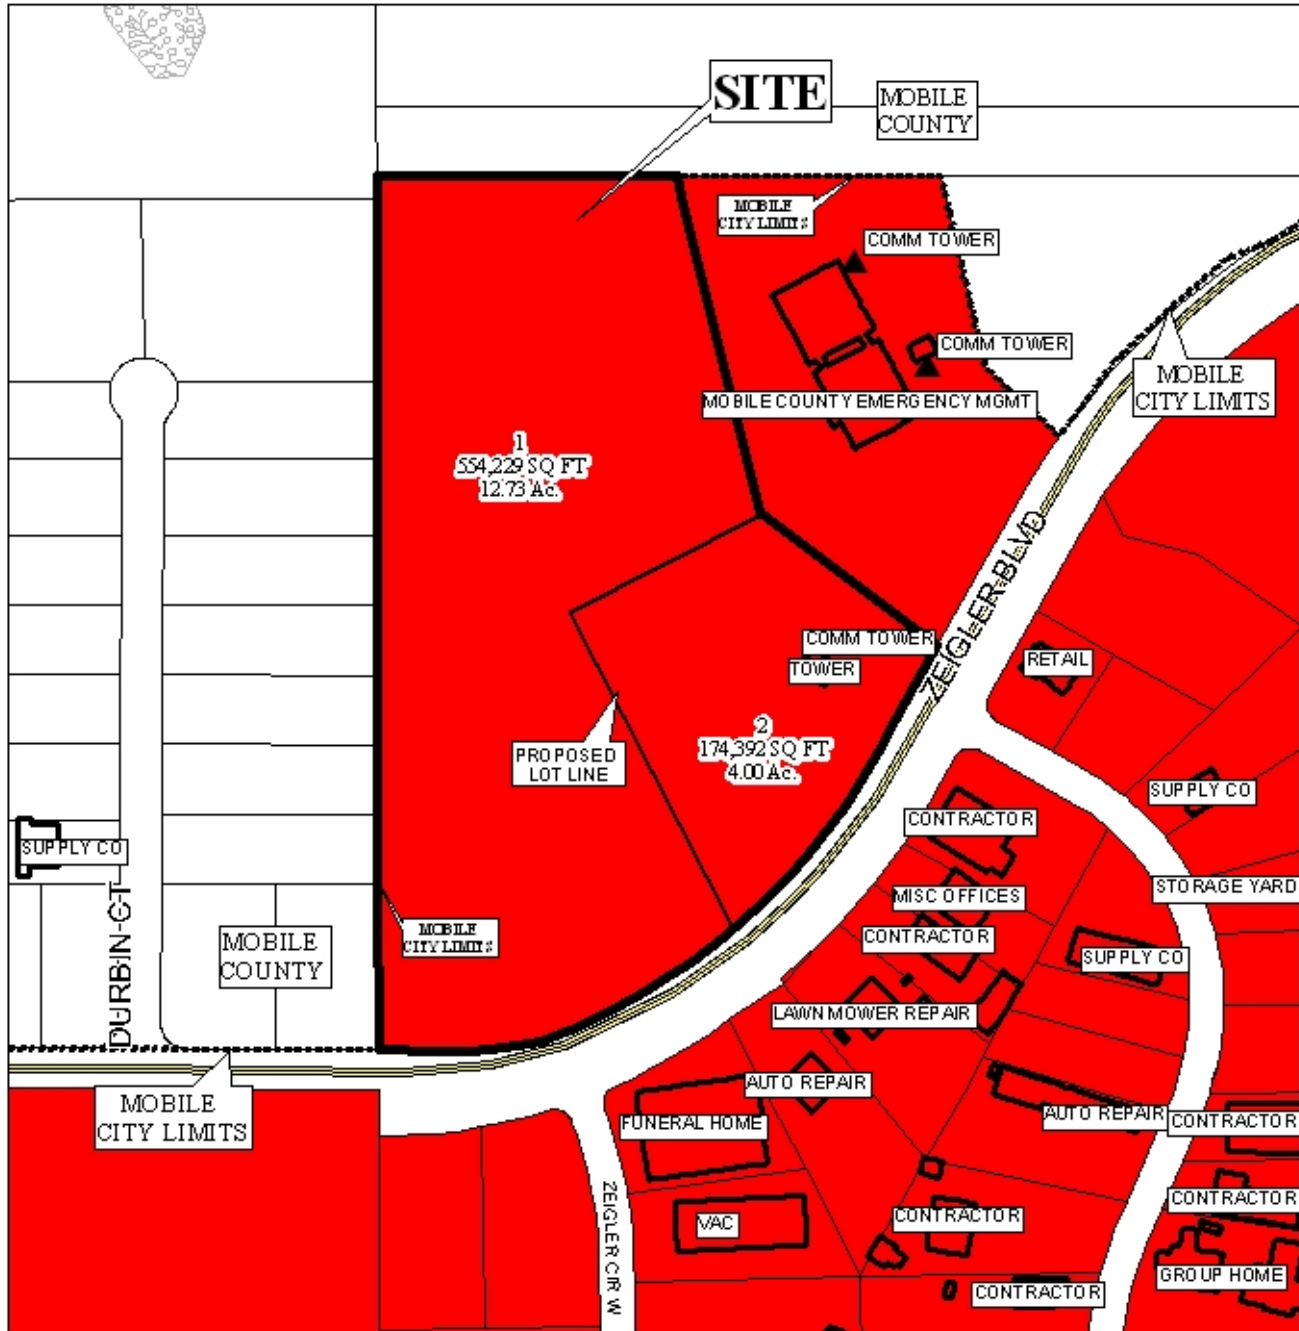 SITE
MOBILE
COUNTY
MOBILE
CITY LIMITS
COMM TOWER
COMM TOWER
MOBILE
CITY LIMITS
MOBILE COUNTY EMERGENCY MGMT
1
554,229 SQ FT
12.73 Ac.
ZEIGLER BLVD
COMM TOWER
TOWER
RETAIL
2
174,392 SQ FT
4.00 Ac.
PROPOSED
LOT LINE
SUPPLY CO
CONTRACTOR
SUPPLY CO
MISC OFFICES
STORAGE YARD
DURBIN CT
MOBILE
COUNTY
MOBILE
CITY LIMITS
CONTRACTOR
SUPPLY CO
LAWN MOWER REPAIR
AUTO REPAIR
MOBILE
CITY LIMITS
FUNERAL HOME
AUTO REPAIR
CONTRACTOR
ZEIGLER CIR W
VAC
CONTRACTOR
CONTRACTOR
GROUP HOME
CONTRACTOR